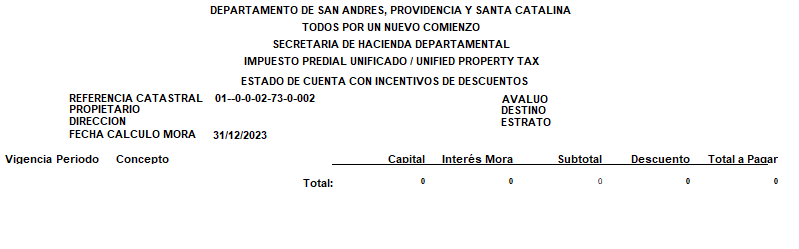 DEPARTAMENTO DE SAN ANDRES, PROVIDENCIA Y SANTA CATALINA
TODOS POR UN NUEVO COMIENZO
SECRETARIA DE HACIENDA DEPARTAMENTAL
IMPUESTO PREDIAL UNIFICADO / UNIFIED PROPERTY TAX
ESTADO DE CUENTA CON INCENTIVOS DE DESCUENTOS
REFERENCIA CATASTRAL 01--0-0-02-73-0-002 AVALUO
PROPIETARIO DESTINO
DIRECCION ESTRATO
FECHA CALCULO MORA 31/12/2023
Vigencia Periodo Concepto Capital Interés Mora Subtotal Descuento Total a Pagar
Total: 0 0 0 0 0